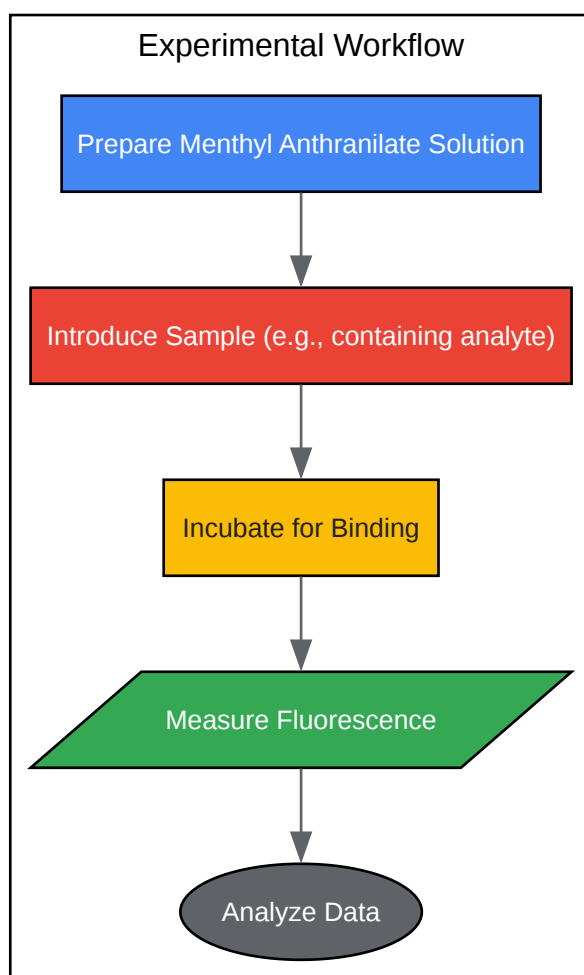 Experimental Workflow
Prepare Menthyl Anthranilate Solution
Introduce Sample (e.g., containing analyte)
Incubate for Binding
Measure Fluorescence
Analyze Data